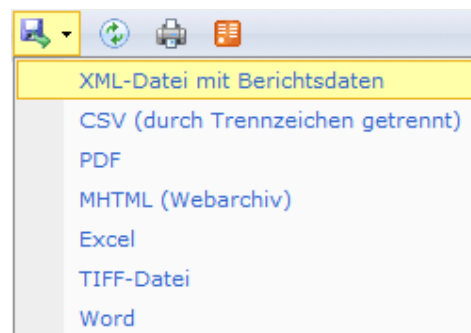 XML-Datei mit Berichtsdaten
CSV (durch Trennzeichen getrennt)
PDF
MHTML (Webarchiv)
Excel
TIFF-Datei
Word